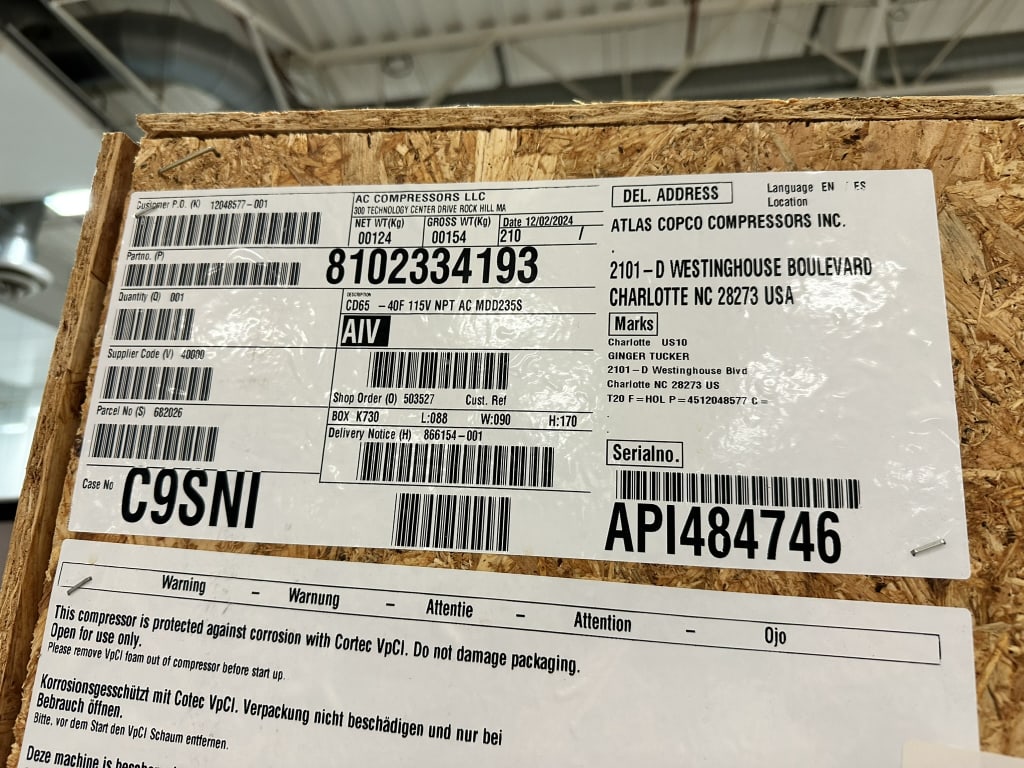 Customer P.O. (K) 12048577-001
AC COMPRESSORS LLC
300 TECHNOLOGY CENTER DRIVE ROCK HILL MA
NET WT(Kg) GROSS WT(Kg) Date 12/02/2024
00124 00154 210 /
Partno. (P)
8102334193
Quantity (Q) 001
DESCRIPTION
CD65 -40F 115V NPT AC MDD235S
AIV
Supplier Code (V) 40000
Shop Order (O) 503527 Cust. Ref
Parcel No (S) 682026
BOX K730 L:088 W:090 H:170
Delivery Notice (H) 866154-001
Case No C9SNI
DEL. ADDRESS
Language EN ES
Location
ATLAS COPCO COMPRESSORS INC.
.
2101-D WESTINGHOUSE BOULEVARD
CHARLOTTE NC 28273 USA
Marks
Charlotte US10
GINGER TUCKER
2101-D Westinghouse Blvd
Charlotte NC 28273 US
T20 F=HOL P=4512048577 C=
.
Serialno.
API484746
Warning - Warnung - Attentie - Attention - Ojo
This compressor is protected against corrosion with Cortec VpCI. Do not damage packaging.
Open for use only.
Please remove VpCI foam out of compressor before start up.
Korrosionsgeschützt mit Cotec VpCI. Verpackung nicht beschädigen und nur bei
Bebrauch öffnen.
Bitte, vor dem Start den VpCI Schaum entfernen.
Deze machine is